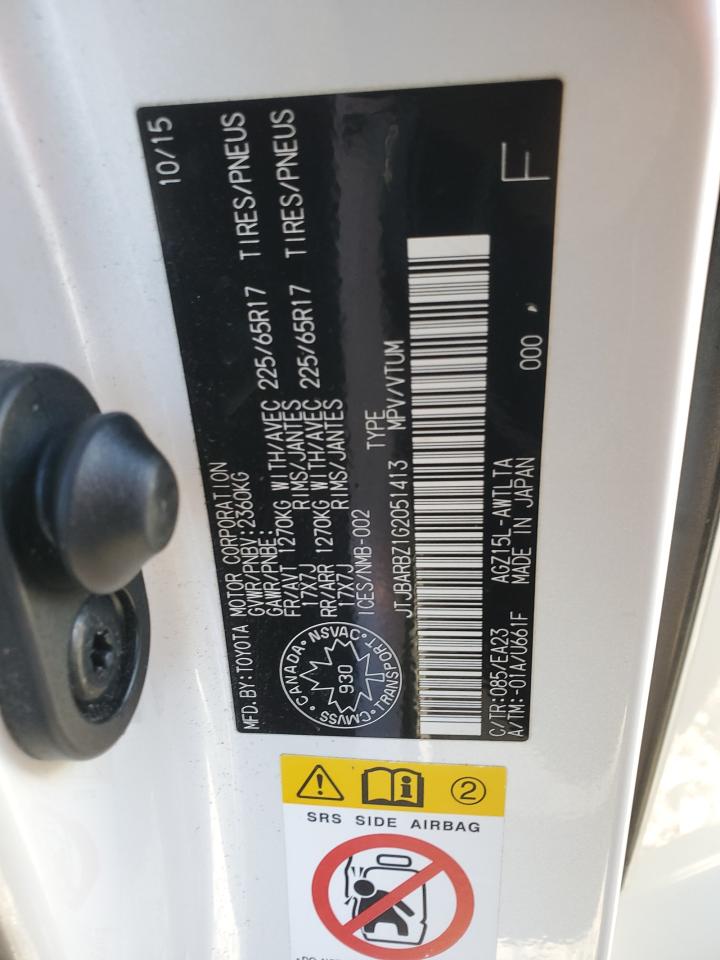 MFD. BY: TOYOTA MOTOR CORPORATION 10/15
GVWR/PNBV: 2360KG
GAWR/PNBE:
FR/AVT 1270KG WITH/AVEC 225/65R17 TIRES/PNEUS
17X7J RIMS/JANTES
RR/ARR 1270KG WITH/AVEC 225/65R17 TIRES/PNEUS
17X7J RIMS/JANTES
ICES/NMB-002 TYPE
JTJBARBZ1G2051413 MPV/VTUM
CANADA · NSVAC · TRANSPORT · CMVSS
930
C/TR:085/EA23 AGZ15L-AWTLTA
A/TM:-01A/U661F MADE IN JAPAN
000
F
2
SRS SIDE AIRBAG